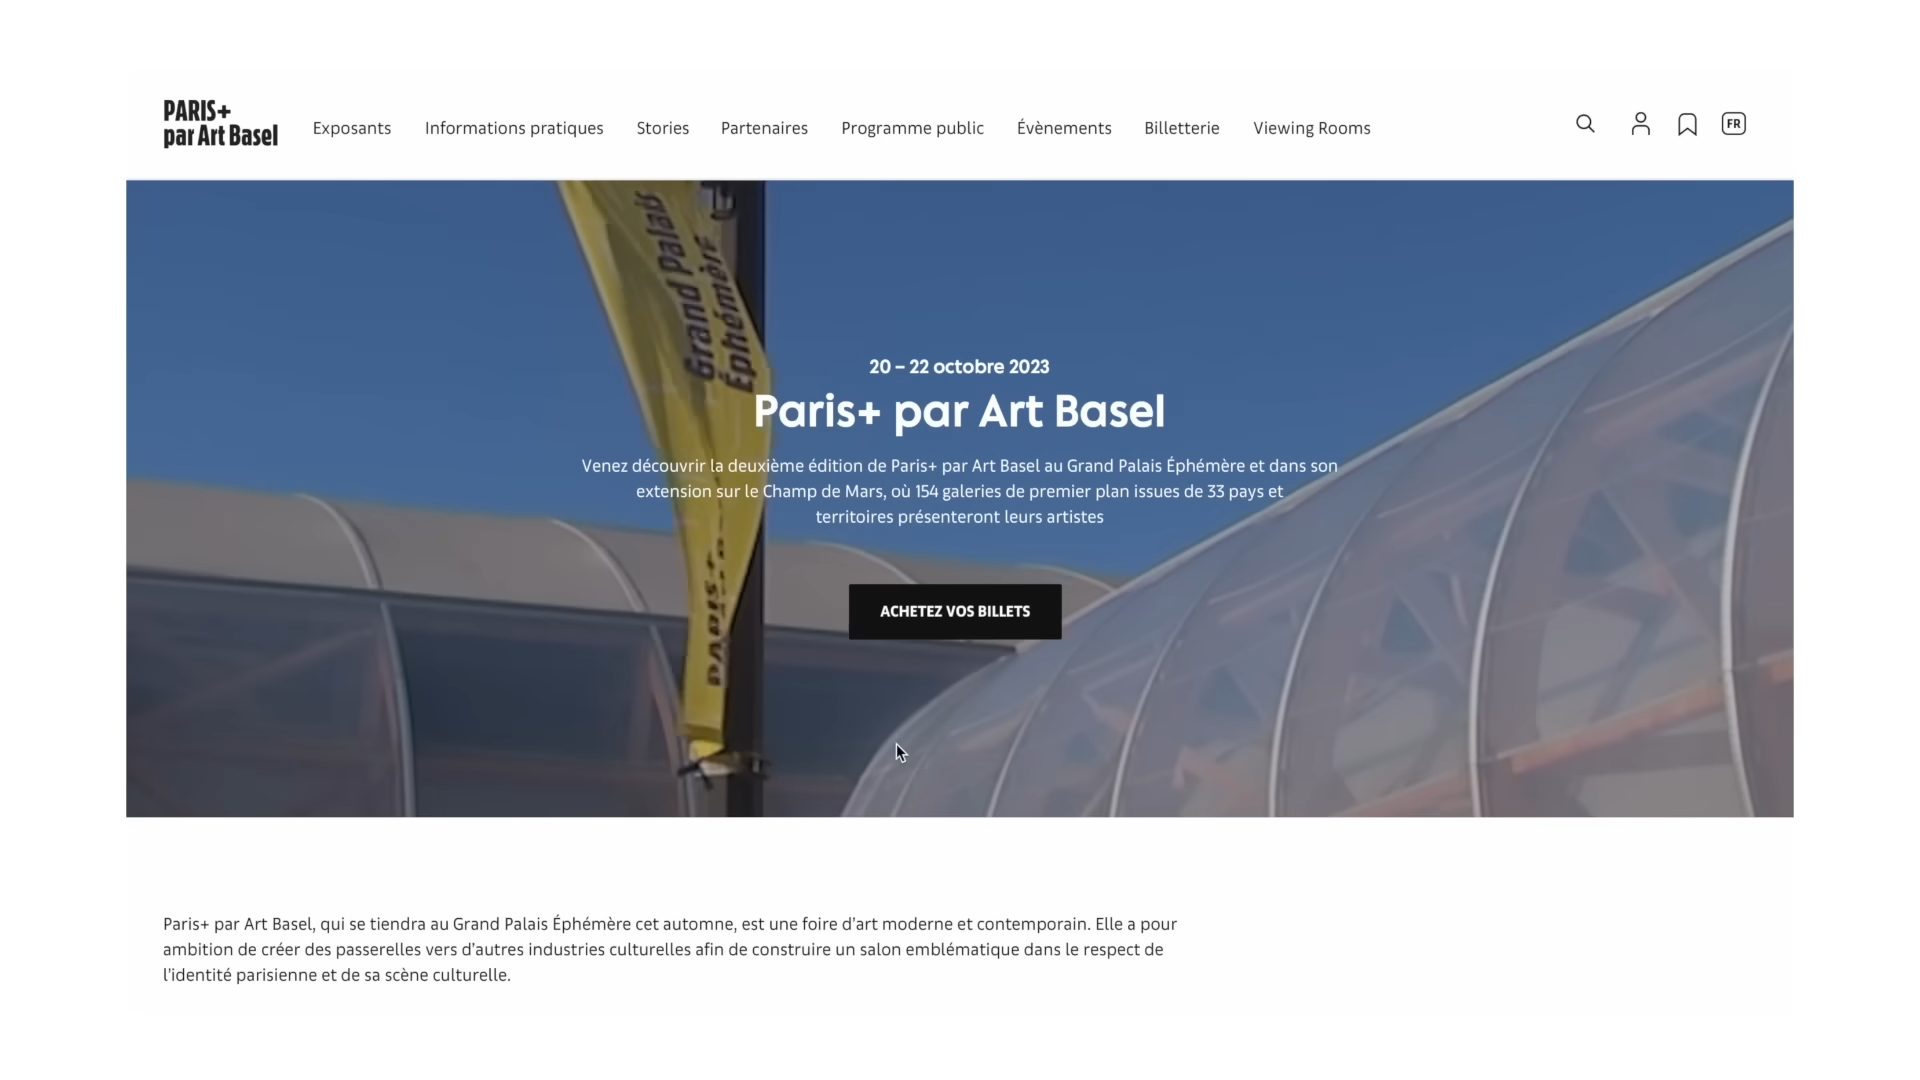 PARIS+
par Art Basel
Exposants
Informations pratiques
Stories
Partenaires
Programme public
Évènements
Billetterie
Viewing Rooms
FR
Grand Palais
Éphémère
PARIS+
20 – 22 octobre 2023
Paris+ par Art Basel
Venez découvrir la deuxième édition de Paris+ par Art Basel au Grand Palais Éphémère et dans son
extension sur le Champ de Mars, où 154 galeries de premier plan issues de 33 pays et
territoires présenteront leurs artistes
ACHETEZ VOS BILLETS
Paris+ par Art Basel, qui se tiendra au Grand Palais Éphémère cet automne, est une foire d’art moderne et contemporain. Elle a pour
ambition de créer des passerelles vers d’autres industries culturelles afin de construire un salon emblématique dans le respect de
l’identité parisienne et de sa scène culturelle.